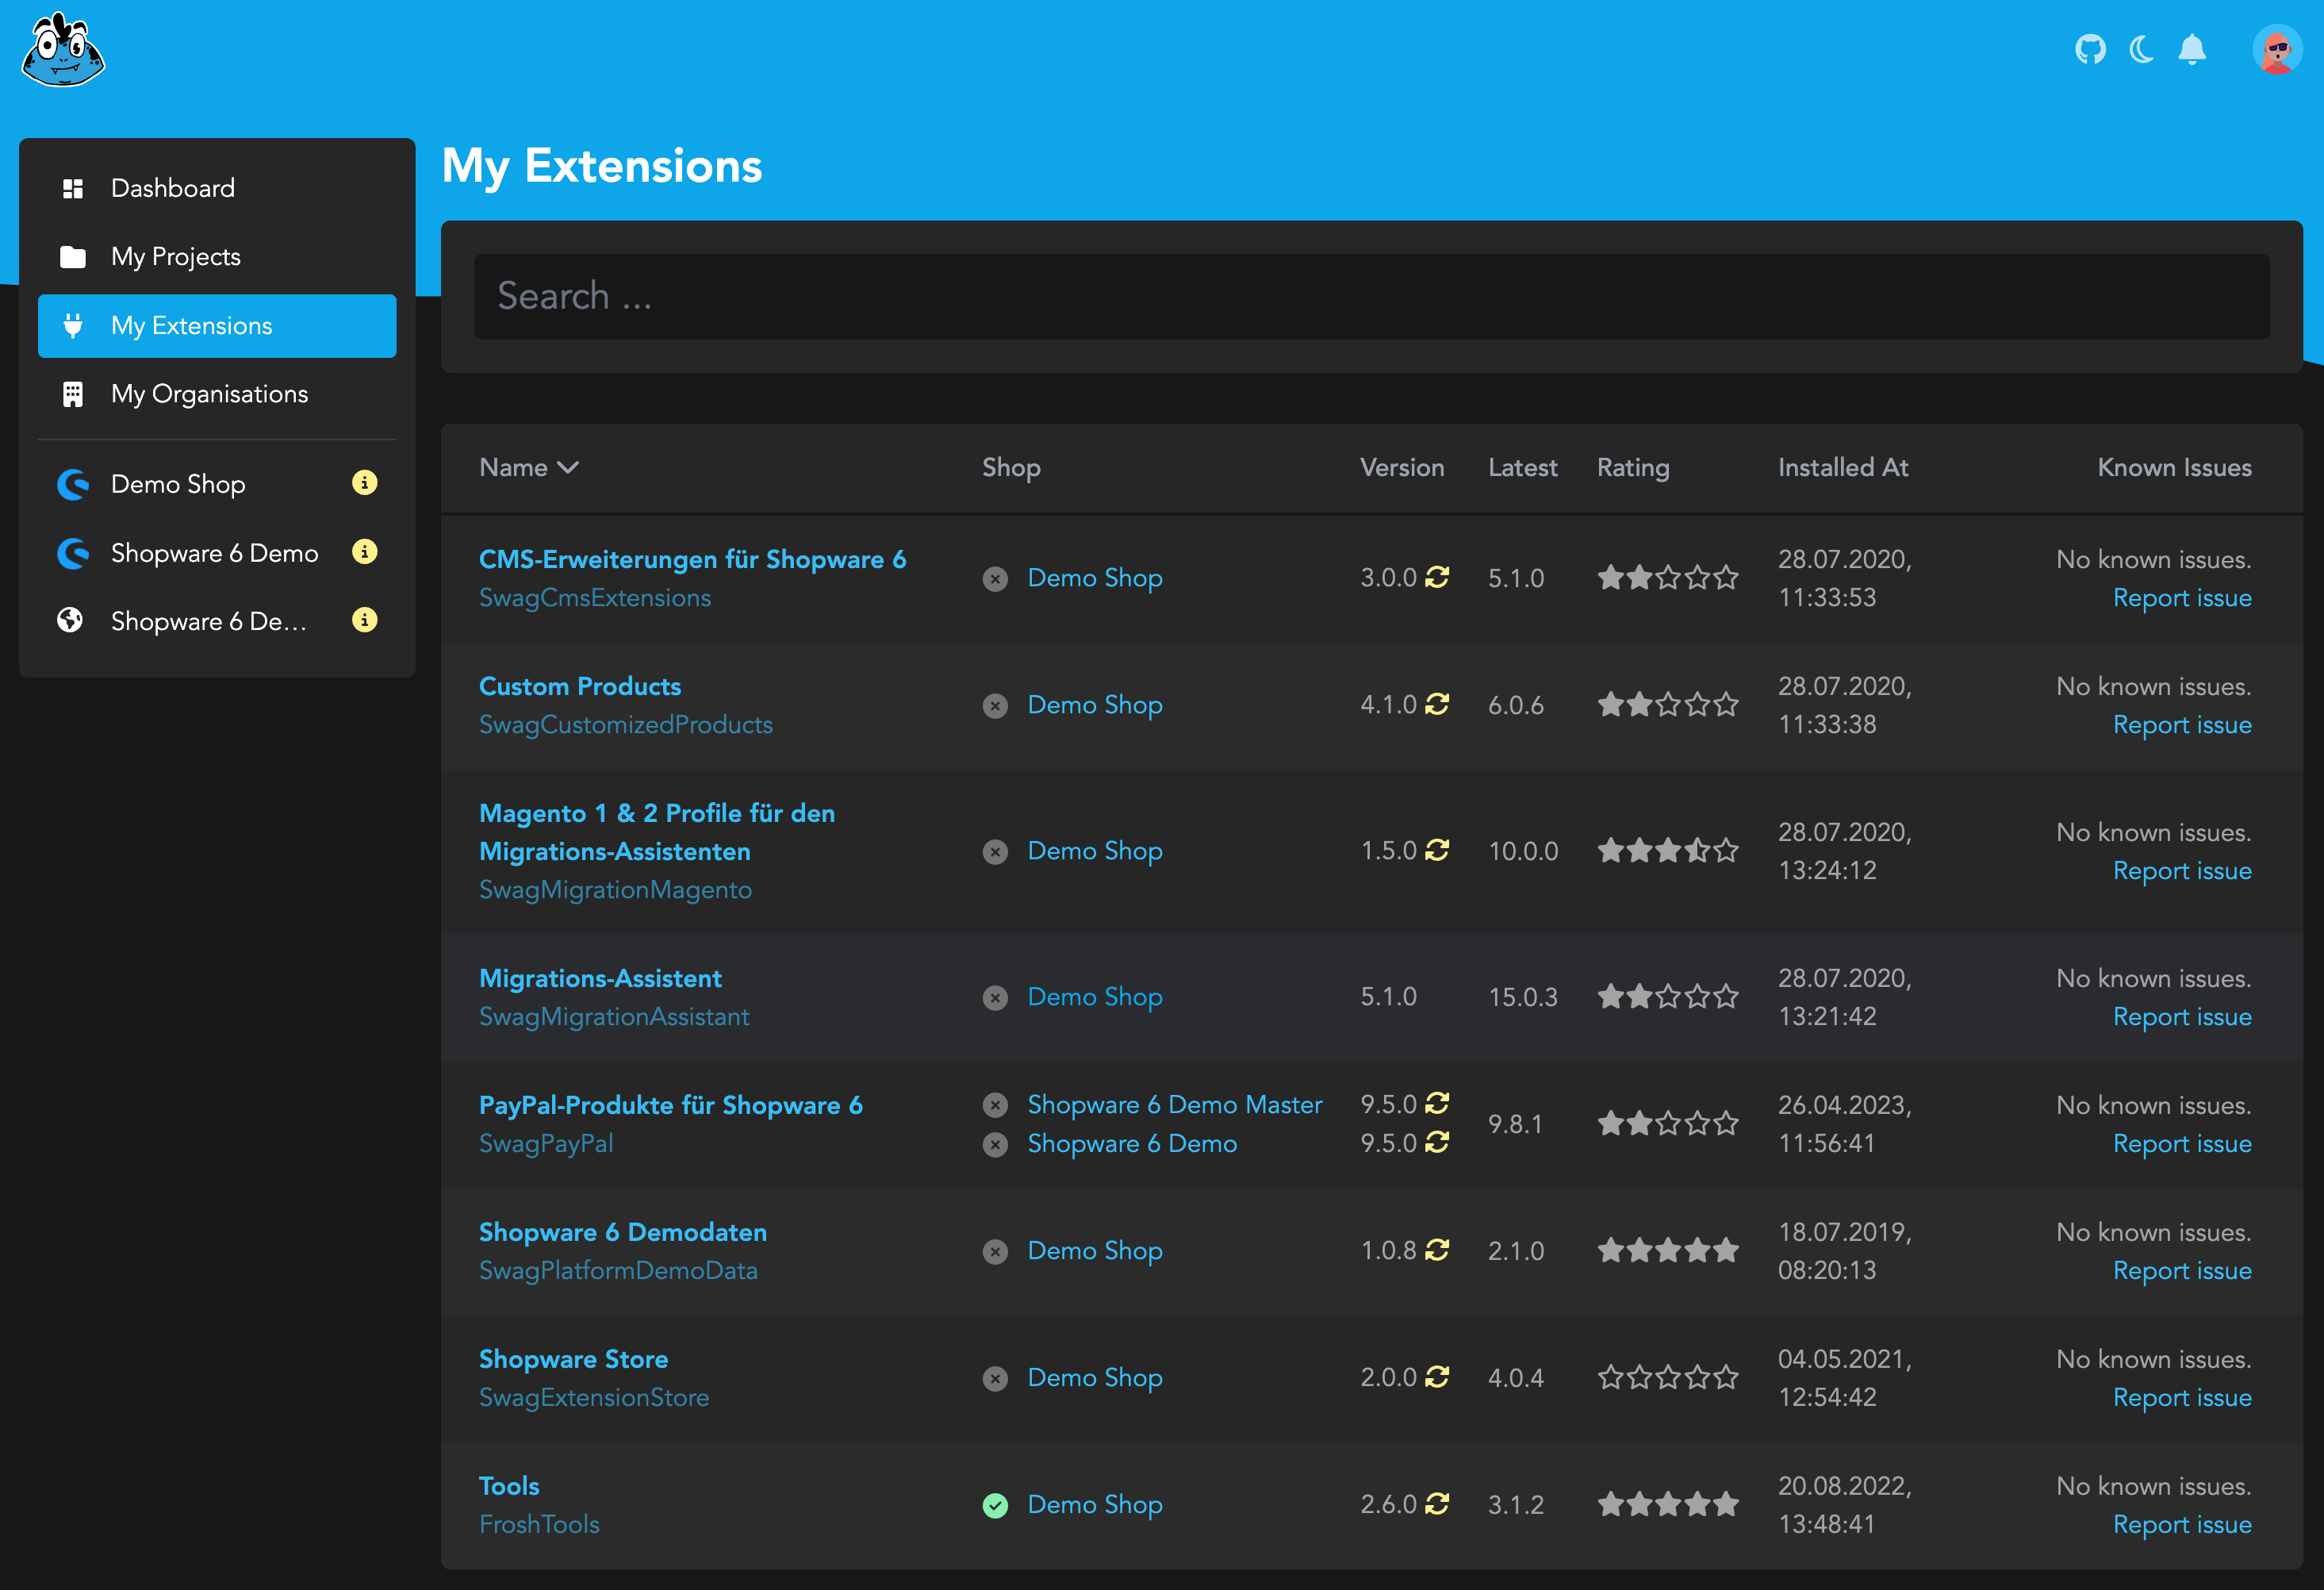 My Extensions
Dashboard
My Projects
My Extensions
My Organisations
Demo Shop
Shopware 6 Demo
Shopware 6 De...
Search ...
Name Shop Version Latest Rating Installed At Known Issues
CMS-Erweiterungen für Shopware 6
SwagCmsExtensions
Demo Shop
3.0.0
5.1.0
28.07.2020,
11:33:53
No known issues.
Report issue
Custom Products
SwagCustomizedProducts
Demo Shop
4.1.0
6.0.6
28.07.2020,
11:33:38
No known issues.
Report issue
Magento 1 & 2 Profile für den
Migrations-Assistenten
SwagMigrationMagento
Demo Shop
1.5.0
10.0.0
28.07.2020,
13:24:12
No known issues.
Report issue
Migrations-Assistent
SwagMigrationAssistant
Demo Shop
5.1.0
15.0.3
28.07.2020,
13:21:42
No known issues.
Report issue
PayPal-Produkte für Shopware 6
SwagPayPal
Shopware 6 Demo Master
Shopware 6 Demo
9.5.0
9.5.0
9.8.1
26.04.2023,
11:56:41
No known issues.
Report issue
Shopware 6 Demodaten
SwagPlatformDemoData
Demo Shop
1.0.8
2.1.0
18.07.2019,
08:20:13
No known issues.
Report issue
Shopware Store
SwagExtensionStore
Demo Shop
2.0.0
4.0.4
04.05.2021,
12:54:42
No known issues.
Report issue
Tools
FroshTools
Demo Shop
2.6.0
3.1.2
20.08.2022,
13:48:41
No known issues.
Report issue